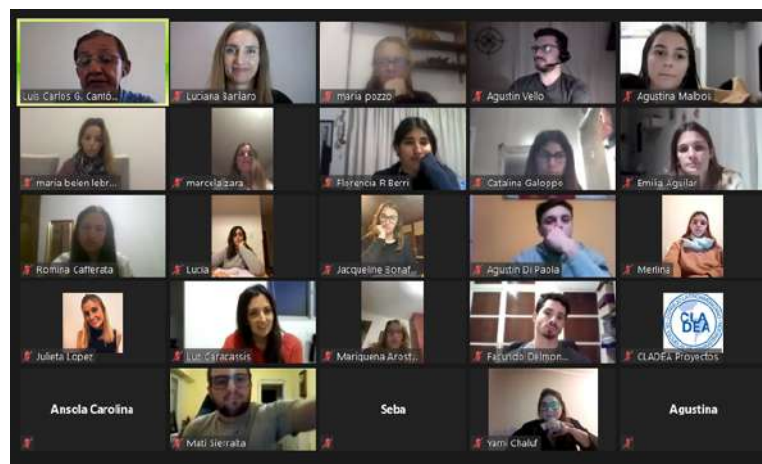 Luis Carlos G. Cantó...
Luciana Barilaro
maria pozzo
Agustin Vello
Agustina Malbos
maria belen lebr...
marcela zara
Florencia R Berri
Catalina Galoppo
Emilia Aguilar
Romina Cafferata
Lucia
Jacqueline Bonaf...
Agustin Di Paola
Merlina
Julieta Lopez
Luz Caracassis
Mariquena Arost...
Facundo Delmon...
CLADEA
CLADEA Proyectos
Ansola Carolina
Mati Sierralta
Seba
Yami Chaluf
Agustina